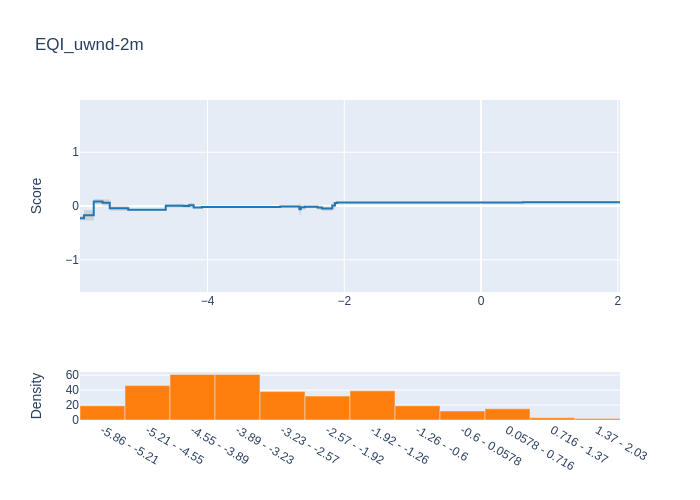 EQI_uwnd-2m
Score
1
0
−1
−4
−2
0
2
Density
60
40
20
0
-5.86 - -5.21
-5.21 - -4.55
-4.55 - -3.89
-3.89 - -3.23
-3.23 - -2.57
-2.57 - -1.92
-1.92 - -1.26
-1.26 - -0.6
-0.6 - 0.0578
0.0578 - 0.716
0.716 - 1.37
1.37 - 2.03